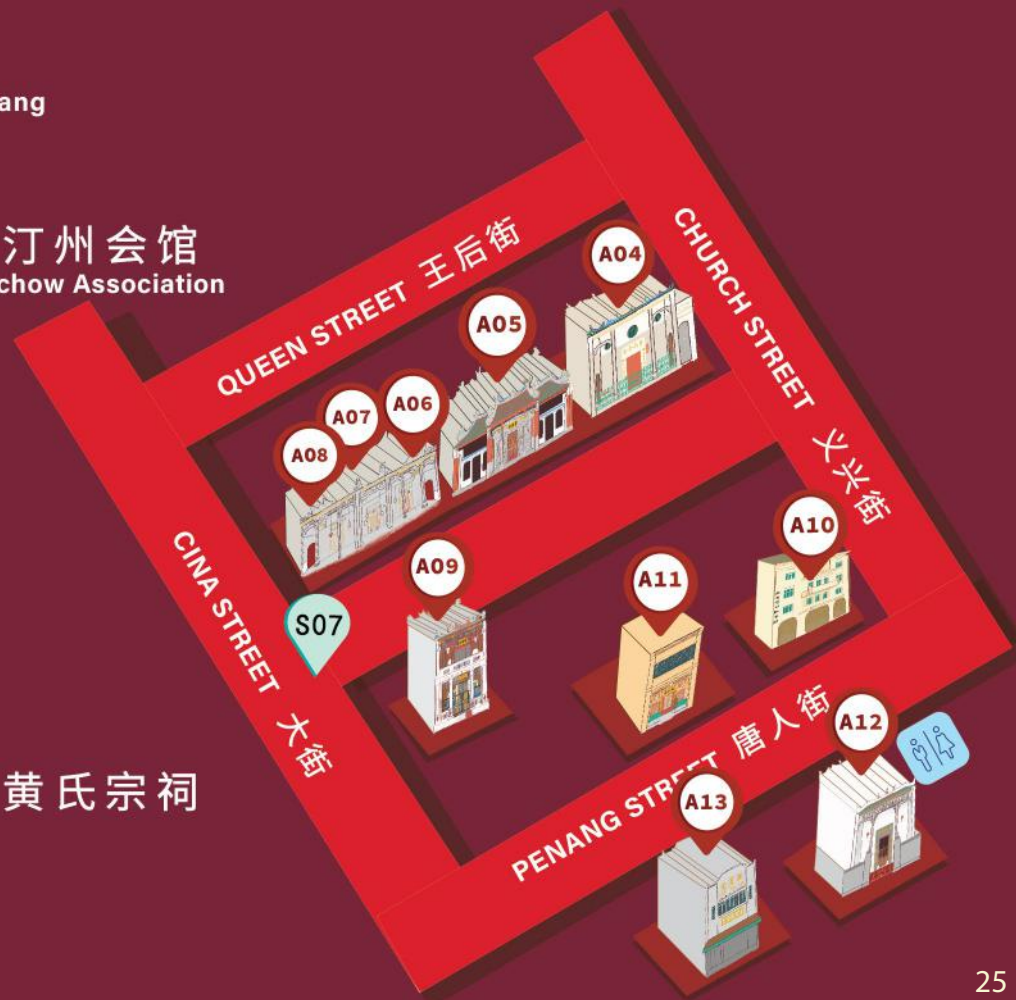 ang
汀州会馆
chow Association
QUEEN STREET 王后街
CHURCH STREET 义兴街
A04
A05
A06
A07
A08
CINA STREET 大街
S07
A09
A11
A10
黄氏宗祠
PENANG STREET 唐人街
A12
A13
25